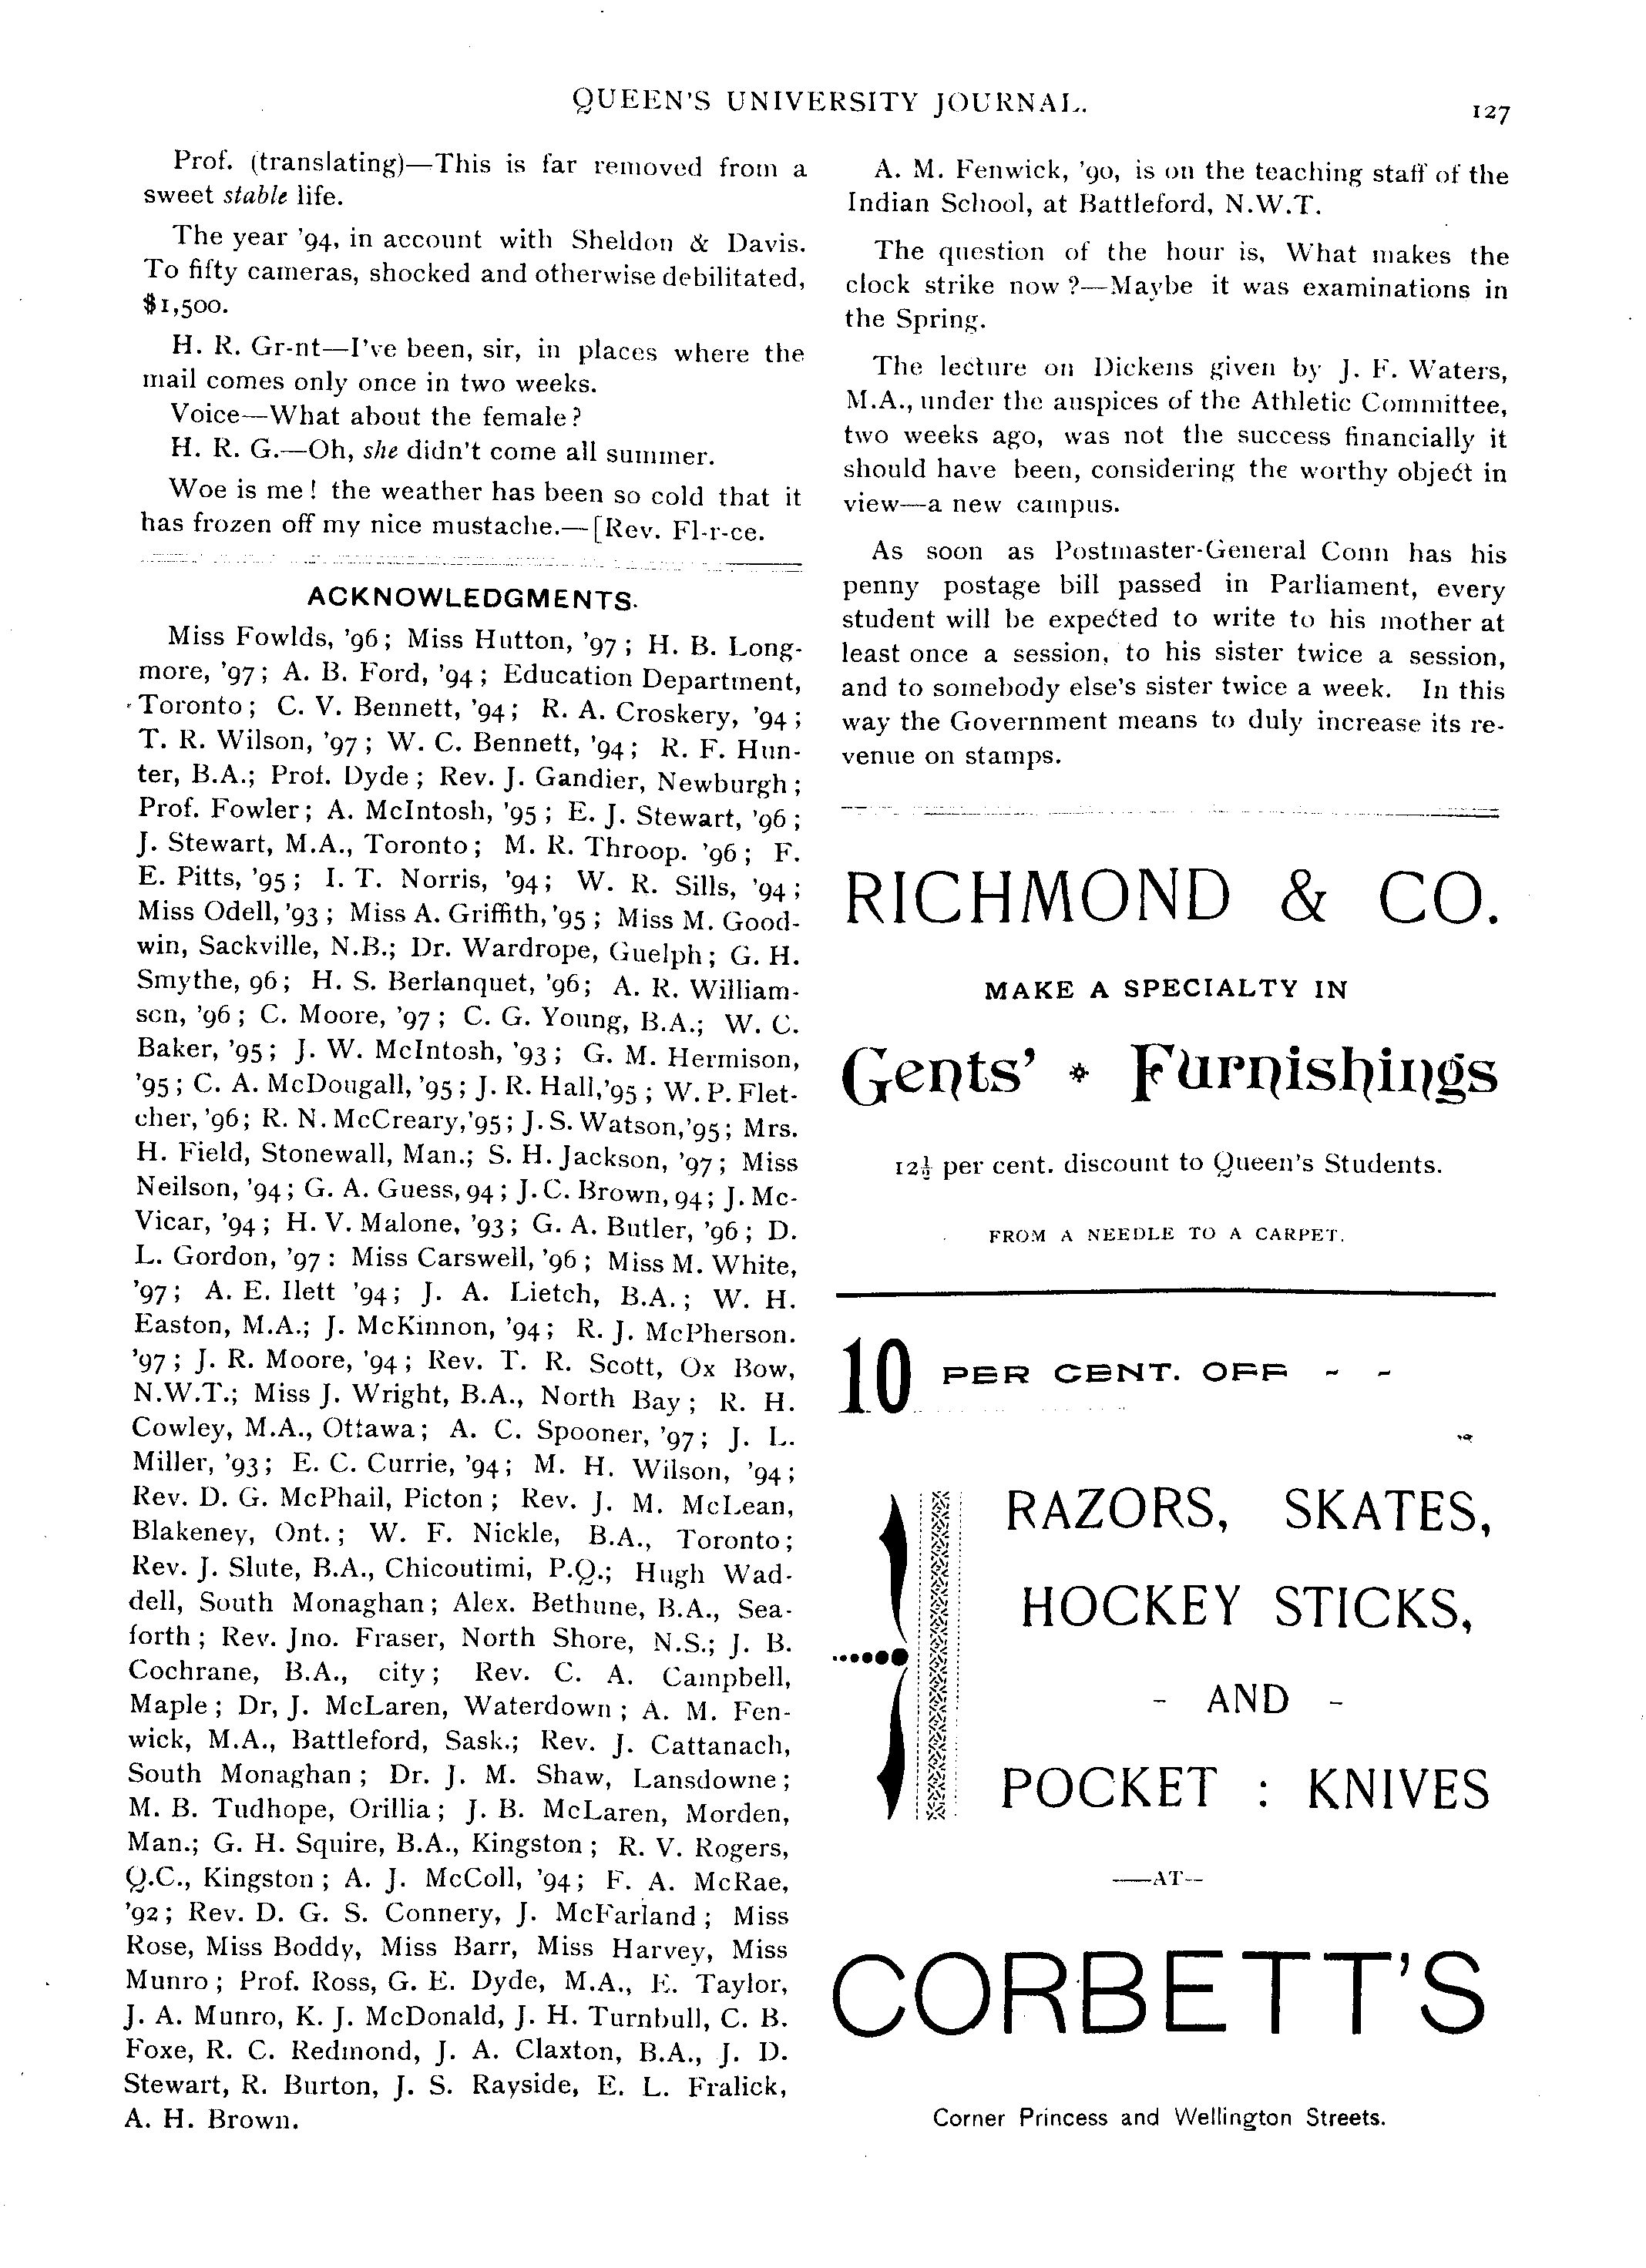 QUEEN'S UNIVERSITY JOURNAL.
127
Prof. (translating)—This is far removed from a
sweet stable life.
The year '94, in account with Sheldon & Davis.
To fifty cameras, shocked and otherwise debilitated,
$1,500.
H. R. Gr-nt—I've been, sir, in places where the
mail comes only once in two weeks.
Voice—What about the female?
H. R. G.—Oh, she didn't come all summer.
Woe is me! the weather has been so cold that it
has frozen off my nice mustache.—[Rev. Fl-r-ce.
ACKNOWLEDGMENTS.
Miss Fowlds, '96; Miss Hutton, '97; H. B. Long-
more, '97; A. B. Ford, '94; Education Department,
Toronto; C. V. Bennett, '94; R. A. Croskery, '94;
T. R. Wilson, '97; W. C. Bennett, '94; R. F. Hun-
ter, B.A.; Prof. Dyde; Rev. J. Gandier, Newburgh;
Prof. Fowler; A. McIntosh, '95; E. J. Stewart, '96;
J. Stewart, M.A., Toronto; M. R. Throop. '96; F.
E. Pitts, '95; I. T. Norris, '94; W. R. Sills, '94;
Miss Odell, '93; Miss A. Griffith, '95; Miss M. Good-
win, Sackville, N.B.; Dr. Wardrope, Guelph; G. H.
Smythe, 96; H. S. Berlanquet, '96; A. R. William-
son, '96; C. Moore, '97; C. G. Young, B.A.; W. C.
Baker, '95; J. W. McIntosh, '93; G. M. Hermison,
'95; C. A. McDougall, '95; J. R. Hall, '95; W. P. Flet-
cher, '96; R. N. McCreary, '95; J. S. Watson, '95; Mrs.
H. Field, Stonewall, Man.; S. H. Jackson, '97; Miss
Neilson, '94; G. A. Guess, 94; J. C. Brown, 94; J. Mc-
Vicar, '94; H. V. Malone, '93; G. A. Butler, '96; D.
L. Gordon, '97: Miss Carswell, '96; Miss M. White,
'97; A. E. Ilett '94; J. A. Lietch, B.A.; W. H.
Easton, M.A.; J. McKinnon, '94; R. J. McPherson.
'97; J. R. Moore, '94; Rev. T. R. Scott, Ox Bow,
N.W.T.; Miss J. Wright, B.A., North Bay; R. H.
Cowley, M.A., Ottawa; A. C. Spooner, '97; J. L.
Miller, '93; E. C. Currie, '94; M. H. Wilson, '94;
Rev. D. G. McPhail, Picton; Rev. J. M. McLean,
Blakeney, Ont.; W. F. Nickle, B.A., Toronto;
Rev. J. Slute, B.A., Chicoutimi, P.Q.; Hugh Wad-
dell, South Monaghan; Alex. Bethune, B.A., Sea-
forth; Rev. Jno. Fraser, North Shore, N.S.; J. B.
Cochrane, B.A., city; Rev. C. A. Campbell,
Maple; Dr, J. McLaren, Waterdown; A. M. Fen-
wick, M.A., Battleford, Sask.; Rev. J. Cattanach,
South Monaghan; Dr. J. M. Shaw, Lansdowne;
M. B. Tudhope, Orillia; J. B. McLaren, Morden,
Man.; G. H. Squire, B.A., Kingston; R. V. Rogers,
Q.C., Kingston; A. J. McColl, '94; F. A. McRae,
'92; Rev. D. G. S. Connery, J. McFarland; Miss
Rose, Miss Boddy, Miss Barr, Miss Harvey, Miss
Munro; Prof. Ross, G. E. Dyde, M.A., E. Taylor,
J. A. Munro, K. J. McDonald, J. H. Turnbull, C. B.
Foxe, R. C. Redmond, J. A. Claxton, B.A., J. D.
Stewart, R. Burton, J. S. Rayside, E. L. Fralick,
A. H. Brown.
A. M. Fenwick, '90, is on the teaching staff of the
Indian School, at Battleford, N.W.T.
The question of the hour is, What makes the
clock strike now?—Maybe it was examinations in
the Spring.
The lecture on Dickens given by J. F. Waters,
M.A., under the auspices of the Athletic Committee,
two weeks ago, was not the success financially it
should have been, considering the worthy object in
view—a new campus.
As soon as Postmaster-General Conn has his
penny postage bill passed in Parliament, every
student will be expected to write to his mother at
least once a session, to his sister twice a session,
and to somebody else's sister twice a week. In this
way the Government means to duly increase its re-
venue on stamps.
RICHMOND & CO.
MAKE A SPECIALTY IN
Gents' Furnishings
12½ per cent. discount to Queen's Students.
FROM A NEEDLE TO A CARPET.
10 PER CENT. OFF - -
RAZORS, SKATES,
HOCKEY STICKS,
- AND -
POCKET : KNIVES
—AT—
CORBETT'S
Corner Princess and Wellington Streets.